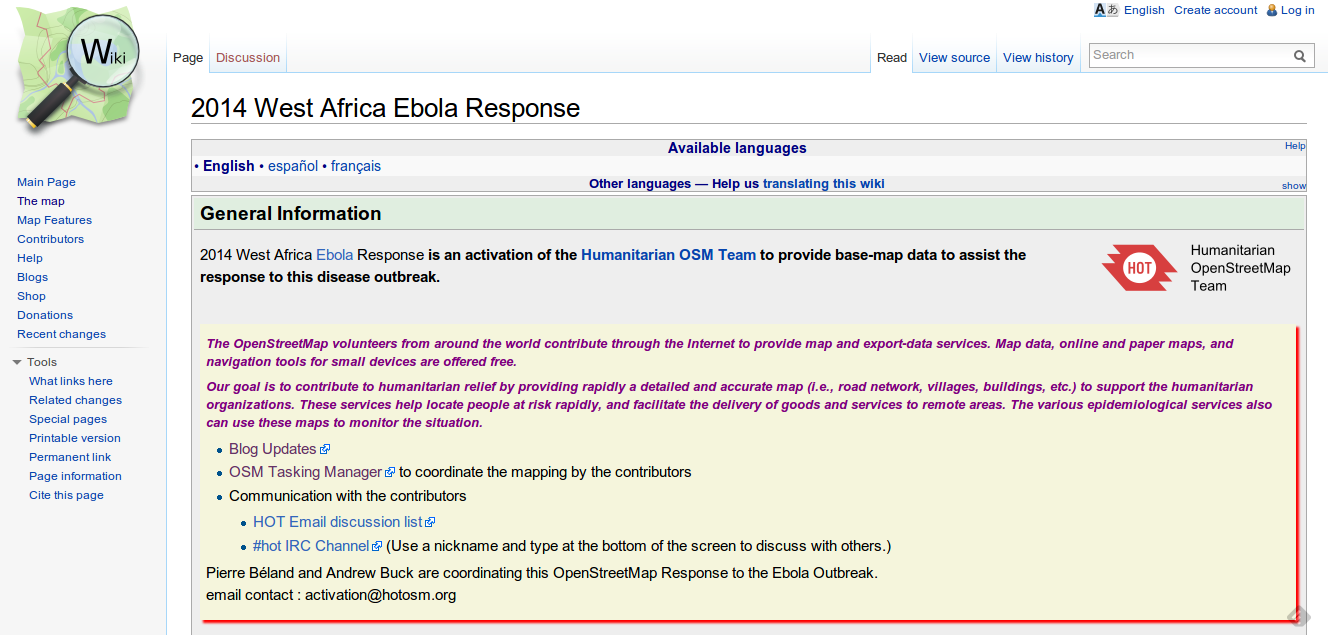 Aあ English Create account Log in
Wiki
Page Discussion Read View source View history Search
2014 West Africa Ebola Response
Available languages Help
• English • español • français
Other languages — Help us translating this wiki show
Main Page
The map
Map Features
Contributors
Help
Blogs
Shop
Donations
Recent changes
Tools
What links here
Related changes
Special pages
Printable version
Permanent link
Page information
Cite this page
General Information
2014 West Africa Ebola Response is an activation of the Humanitarian OSM Team to provide base-map data to assist the
response to this disease outbreak.
HOT
Humanitarian
OpenStreetMap
Team
The OpenStreetMap volunteers from around the world contribute through the Internet to provide map and export-data services. Map data, online and paper maps, and
navigation tools for small devices are offered free.
Our goal is to contribute to humanitarian relief by providing rapidly a detailed and accurate map (i.e., road network, villages, buildings, etc.) to support the humanitarian
organizations. These services help locate people at risk rapidly, and facilitate the delivery of goods and services to remote areas. The various epidemiological services also
can use these maps to monitor the situation.
• Blog Updates
• OSM Tasking Manager to coordinate the mapping by the contributors
• Communication with the contributors
• HOT Email discussion list
• #hot IRC Channel (Use a nickname and type at the bottom of the screen to discuss with others.)
Pierre Béland and Andrew Buck are coordinating this OpenStreetMap Response to the Ebola Outbreak.
email contact : activation@hotosm.org